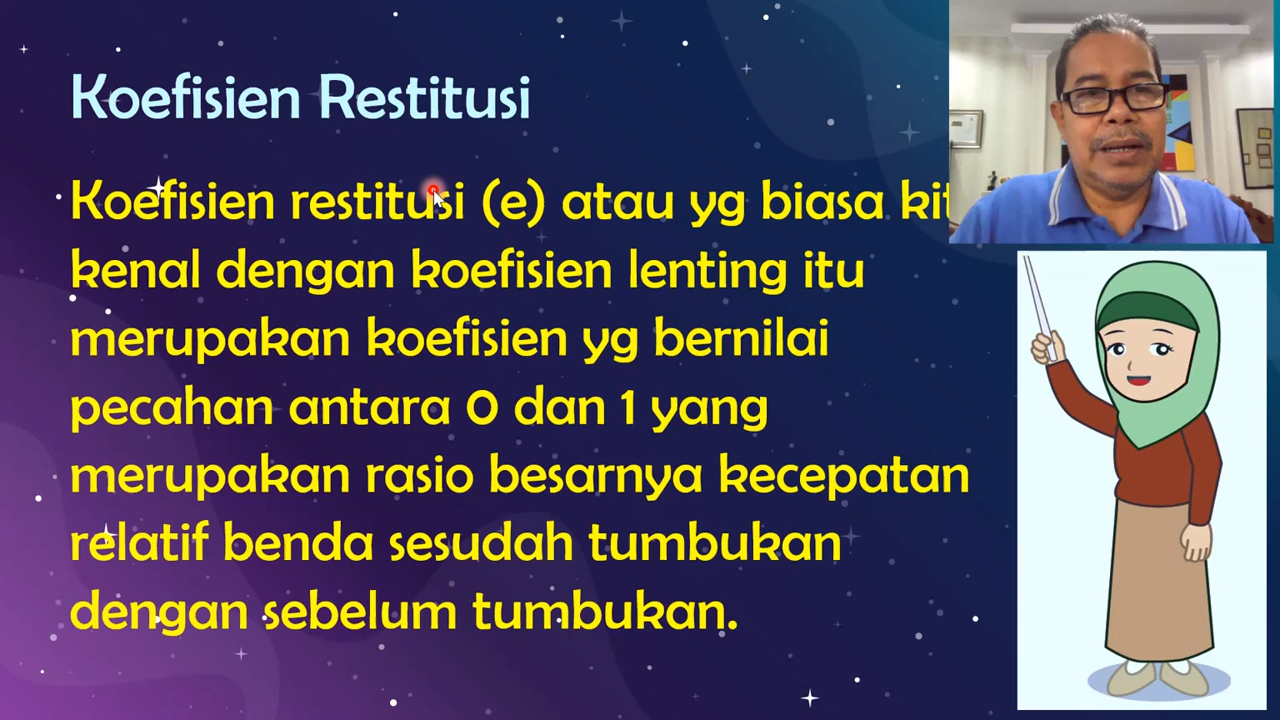 Koefisien Restitusi
Koefisien restitusi (e) atau yg biasa
kenal dengan koefisien lenting itu
merupakan koefisien yg bernilai
pecahan antara 0 dan 1 yang
merupakan rasio besarnya kecepatan
relatif benda sesudah tumbukan
dengan sebelum tumbukan.